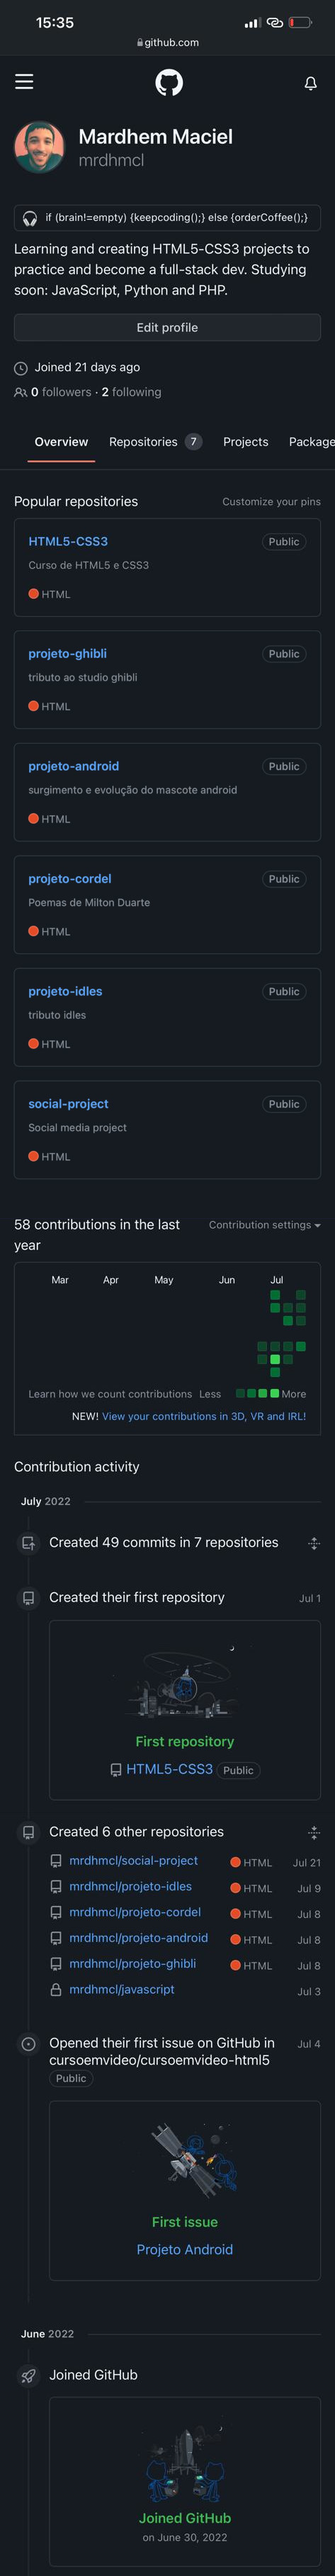 15:35
github.com
Mardhem Maciel
mrdhmcl
if (brain!=empty) {keepcoding();} else {orderCoffee();}
Learning and creating HTML5-CSS3 projects to
practice and become a full-stack dev. Studying
soon: JavaScript, Python and PHP.
Edit profile
Joined 21 days ago
0 followers · 2 following
Overview Repositories 7 Projects Package
Popular repositories Customize your pins
HTML5-CSS3 Public
Curso de HTML5 e CSS3
HTML
projeto-ghibli Public
tributo ao studio ghibli
HTML
projeto-android Public
surgimento e evolução do mascote android
HTML
projeto-cordel Public
Poemas de Milton Duarte
HTML
projeto-idles Public
tributo idles
HTML
social-project Public
Social media project
HTML
58 contributions in the last
year
Contribution settings
Mar Apr May Jun Jul
Learn how we count contributions Less More
NEW! View your contributions in 3D, VR and IRL!
Contribution activity
July 2022
Created 49 commits in 7 repositories
Created their first repository Jul 1
First repository
HTML5-CSS3 Public
Created 6 other repositories
mrdhmcl/social-project HTML Jul 21
mrdhmcl/projeto-idles HTML Jul 9
mrdhmcl/projeto-cordel HTML Jul 8
mrdhmcl/projeto-android HTML Jul 8
mrdhmcl/projeto-ghibli HTML Jul 8
mrdhmcl/javascript Jul 3
Opened their first issue on GitHub in Jul 4
cursoemvideo/cursoemvideo-html5
Public
First issue
Projeto Android
June 2022
Joined GitHub
Joined GitHub
on June 30, 2022